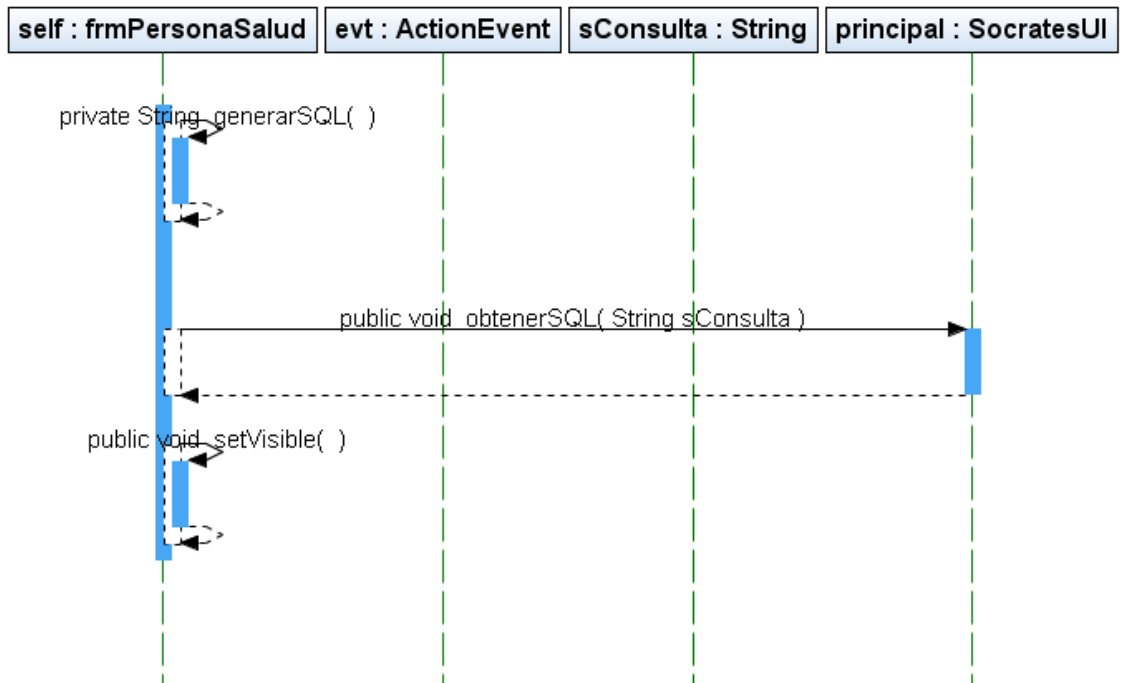 self : frmPersonaSalud
evt : ActionEvent
sConsulta : String
principal : SocratesUI
private String generarSQL( )
public void obtenerSQL( String sConsulta )
public void setVisible( )